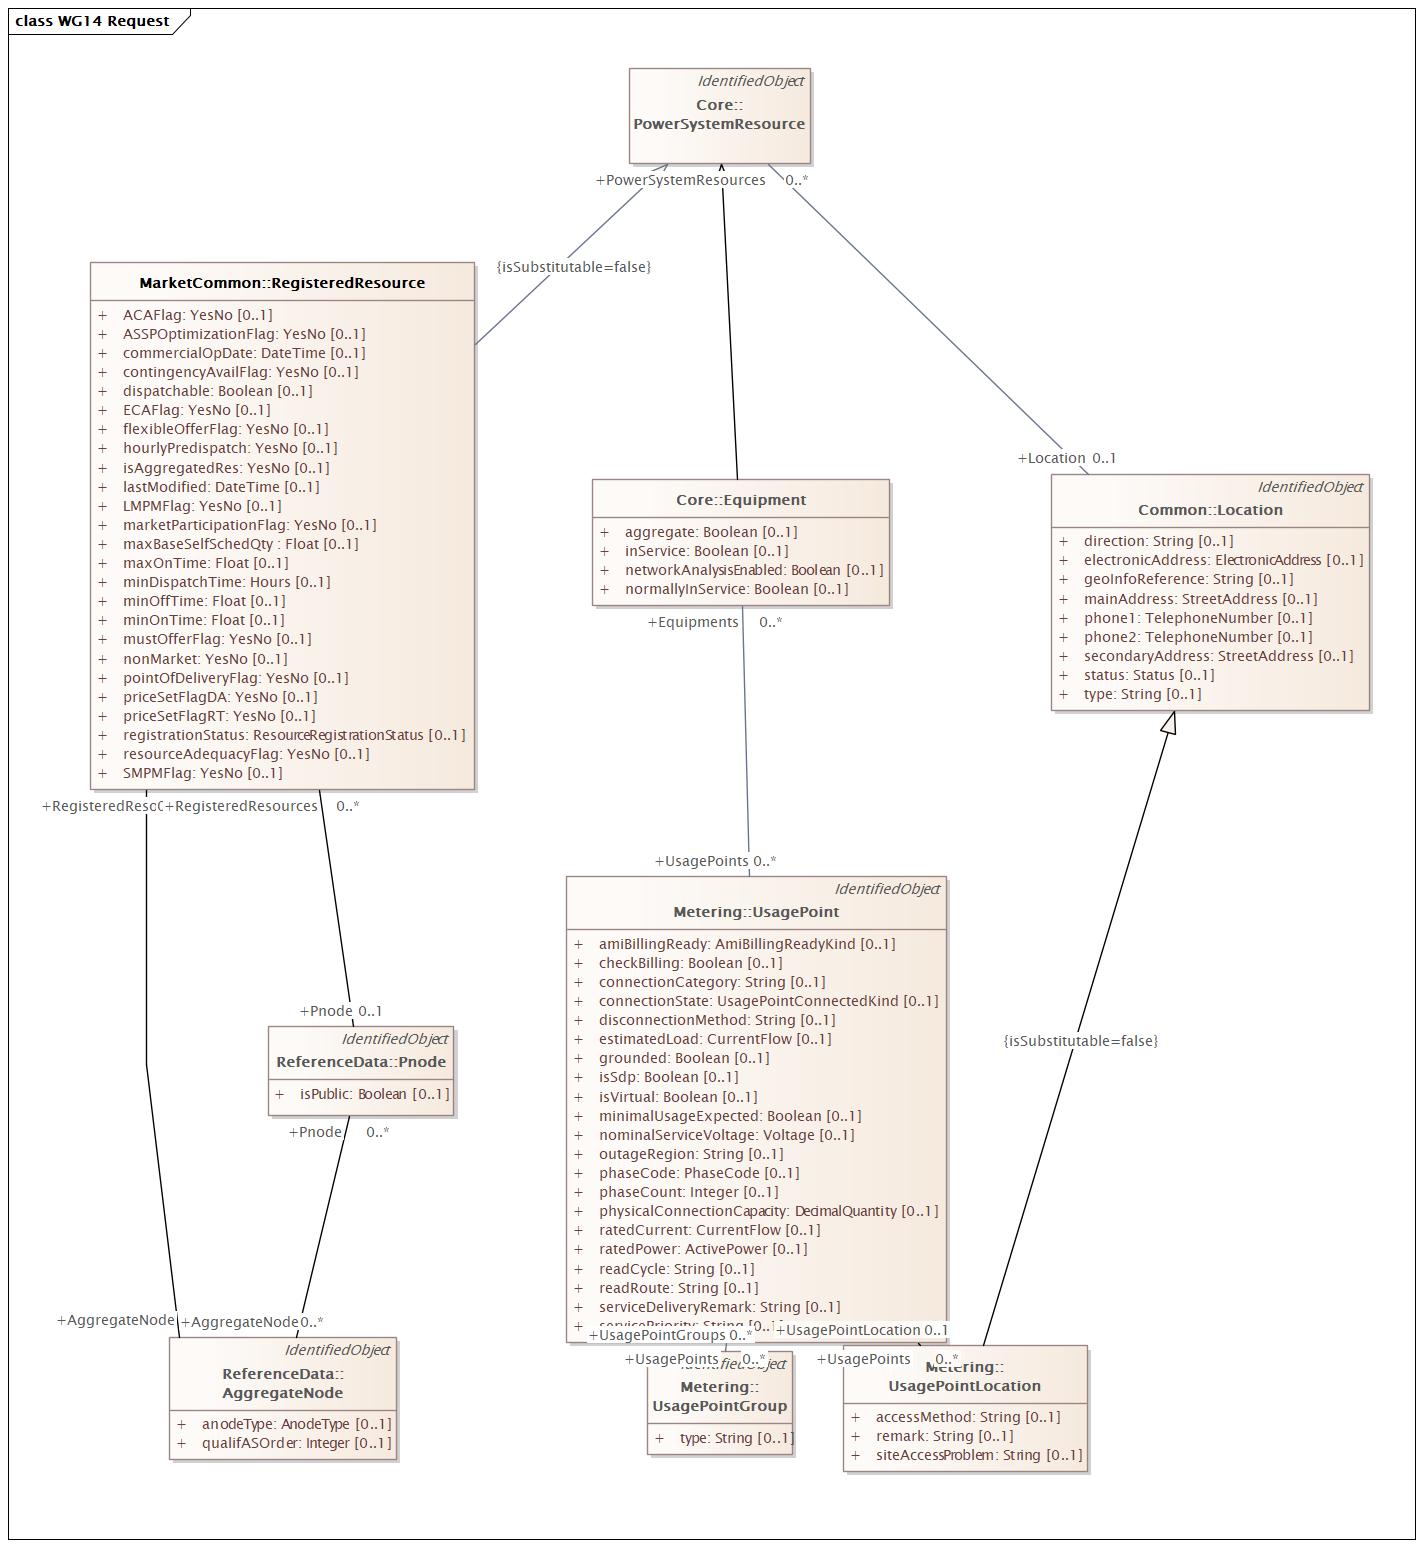 class WG14 Request
IdentifiedObject
Core::
PowerSystemResource
+PowerSystemResources 0..*
{isSubstitutable=false}
MarketCommon::RegisteredResource
+ ACAFlag: YesNo [0..1]
+ ASSPOptimizationFlag: YesNo [0..1]
+ commercialOpDate: DateTime [0..1]
+ contingencyAvailFlag: YesNo [0..1]
+ dispatchable: Boolean [0..1]
+ ECAFlag: YesNo [0..1]
+ flexibleOfferFlag: YesNo [0..1]
+ hourlyPredispatch: YesNo [0..1]
+ isAggregatedRes: YesNo [0..1]
+ lastModified: DateTime [0..1]
+ LMPMFlag: YesNo [0..1]
+ marketParticipationFlag: YesNo [0..1]
+ maxBaseSelfSchedQty : Float [0..1]
+ maxOnTime: Float [0..1]
+ minDispatchTime: Hours [0..1]
+ minOffTime: Float [0..1]
+ minOnTime: Float [0..1]
+ mustOfferFlag: YesNo [0..1]
+ nonMarket: YesNo [0..1]
+ pointOfDeliveryFlag: YesNo [0..1]
+ priceSetFlagDA: YesNo [0..1]
+ priceSetFlagRT: YesNo [0..1]
+ registrationStatus: ResourceRegistrationStatus [0..1]
+ resourceAdequacyFlag: YesNo [0..1]
+ SMPMFlag: YesNo [0..1]
+RegisteredResou
+RegisteredResources 0..*
+Location 0..1
IdentifiedObject
Common::Location
+ direction: String [0..1]
+ electronicAddress: ElectronicAddress [0..1]
+ geoInfoReference: String [0..1]
+ mainAddress: StreetAddress [0..1]
+ phone1: TelephoneNumber [0..1]
+ phone2: TelephoneNumber [0..1]
+ secondaryAddress: StreetAddress [0..1]
+ status: Status [0..1]
+ type: String [0..1]
Core::Equipment
+ aggregate: Boolean [0..1]
+ inService: Boolean [0..1]
+ networkAnalysisEnabled: Boolean [0..1]
+ normallyInService: Boolean [0..1]
+Equipments 0..*
+UsagePoints 0..*
IdentifiedObject
Metering::UsagePoint
+ amiBillingReady: AmiBillingReadyKind [0..1]
+ checkBilling: Boolean [0..1]
+ connectionCategory: String [0..1]
+ connectionState: UsagePointConnectedKind [0..1]
+ disconnectionMethod: String [0..1]
+ estimatedLoad: CurrentFlow [0..1]
+ grounded: Boolean [0..1]
+ isSdp: Boolean [0..1]
+ isVirtual: Boolean [0..1]
+ minimalUsageExpected: Boolean [0..1]
+ nominalServiceVoltage: Voltage [0..1]
+ outageRegion: String [0..1]
+ phaseCode: PhaseCode [0..1]
+ phaseCount: Integer [0..1]
+ physicalConnectionCapacity: DecimalQuantity [0..1]
+ ratedCurrent: CurrentFlow [0..1]
+ ratedPower: ActivePower [0..1]
+ readCycle: String [0..1]
+ readRoute: String [0..1]
+ serviceDeliveryRemark: String [0..1]
+ servicePriority: String [0..1]
+UsagePointGroups 0..*
+UsagePointLocation 0..1
+Pnode 0..1
IdentifiedObject
ReferenceData::Pnode
+ isPublic: Boolean [0..1]
+Pnode 0..*
{isSubstitutable=false}
+AggregateNode
+AggregateNode 0..*
IdentifiedObject
ReferenceData::
AggregateNode
+ anodeType: AnodeType [0..1]
+ qualifASOrder: Integer [0..1]
+UsagePoints 0..*
IdentifiedObject
Metering::
UsagePointGroup
+ type: String [0..1]
+UsagePoints 0..*
Metering::
UsagePointLocation
+ accessMethod: String [0..1]
+ remark: String [0..1]
+ siteAccessProblem: String [0..1]